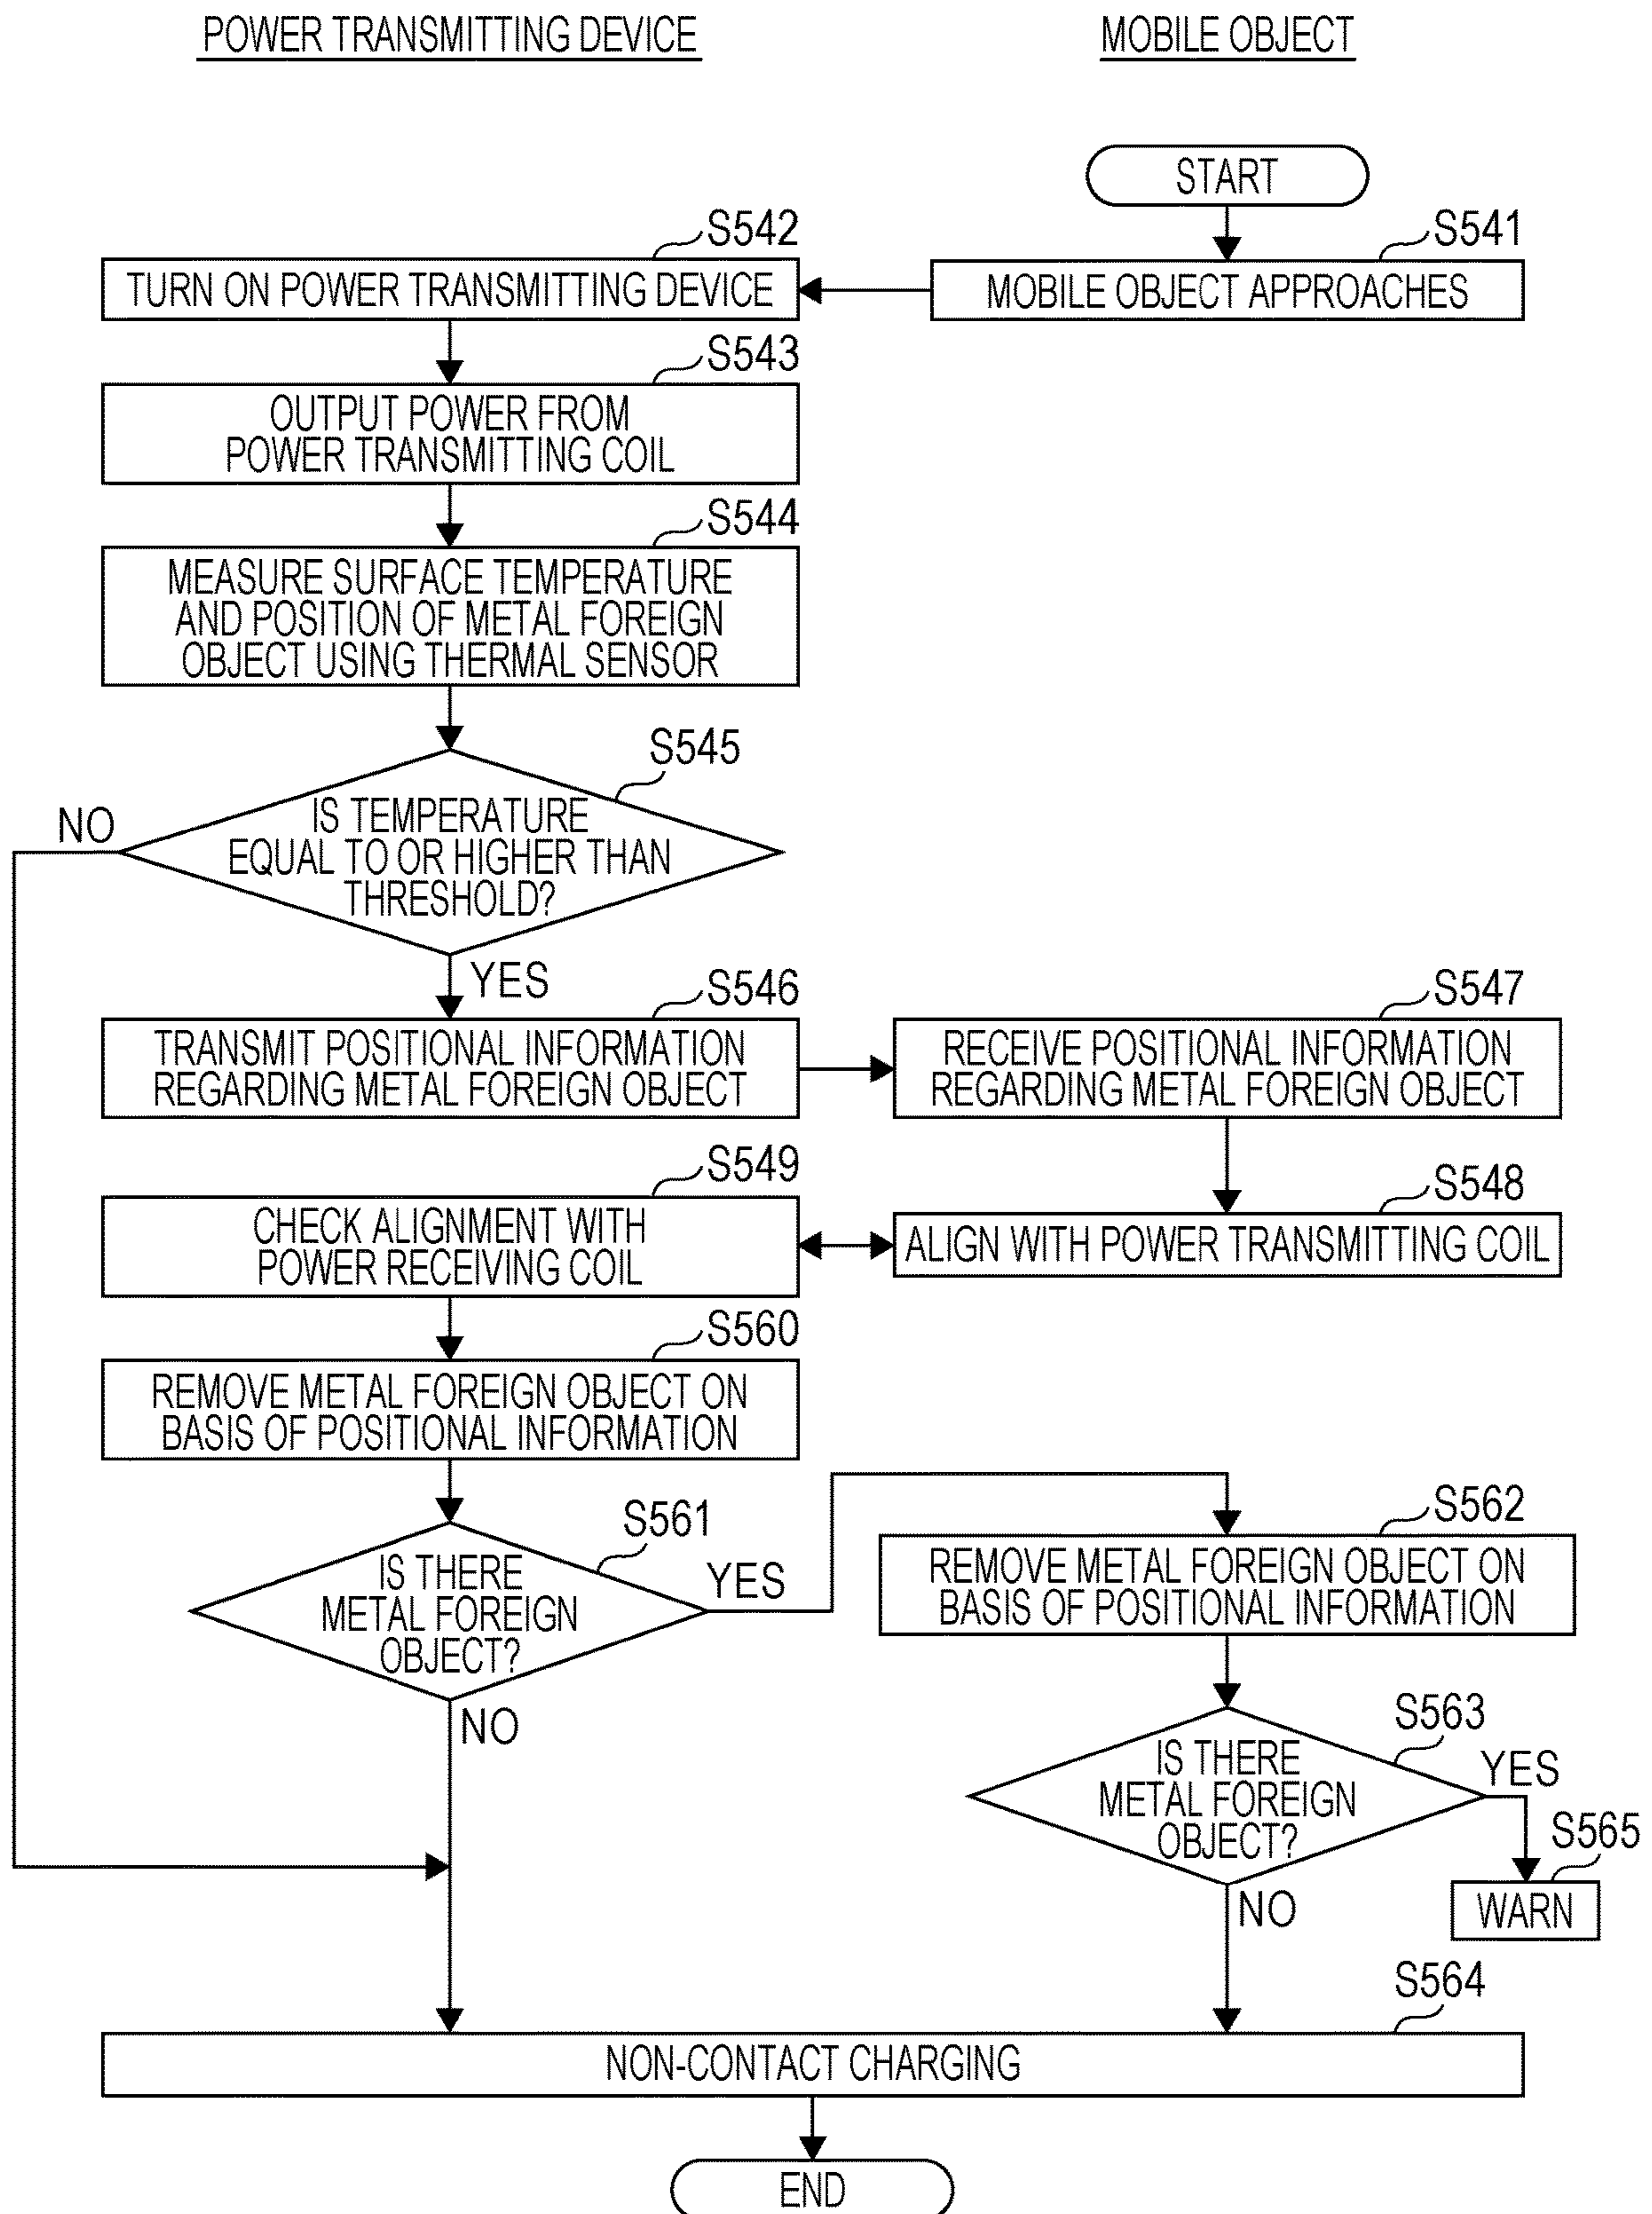 POWER TRANSMITTING DEVICE
MOBILE OBJECT
START
S541
MOBILE OBJECT APPROACHES
S542
TURN ON POWER TRANSMITTING DEVICE
S543
OUTPUT POWER FROM
POWER TRANSMITTING COIL
S544
MEASURE SURFACE TEMPERATURE
AND POSITION OF METAL FOREIGN
OBJECT USING THERMAL SENSOR
S545
IS TEMPERATURE
EQUAL TO OR HIGHER THAN
THRESHOLD?
NO
YES
S546
TRANSMIT POSITIONAL INFORMATION
REGARDING METAL FOREIGN OBJECT
S547
RECEIVE POSITIONAL INFORMATION
REGARDING METAL FOREIGN OBJECT
S548
ALIGN WITH POWER TRANSMITTING COIL
S549
CHECK ALIGNMENT WITH
POWER RECEIVING COIL
S560
REMOVE METAL FOREIGN OBJECT ON
BASIS OF POSITIONAL INFORMATION
S561
IS THERE
METAL FOREIGN
OBJECT?
YES
NO
S562
REMOVE METAL FOREIGN OBJECT ON
BASIS OF POSITIONAL INFORMATION
S563
IS THERE
METAL FOREIGN
OBJECT?
YES
S565
WARN
NO
S564
NON-CONTACT CHARGING
END